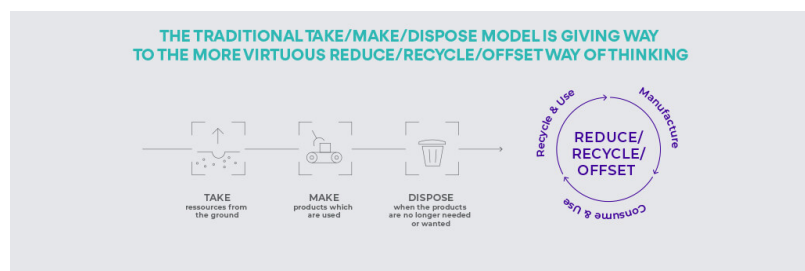 THE TRADITIONAL TAKE/MAKE/DISPOSE MODEL IS GIVING WAY
TO THE MORE VIRTUOUS REDUCE/RECYCLE/OFFSET WAY OF THINKING
TAKE
ressources from
the ground
MAKE
products which
are used
DISPOSE
when the products
are no longer needed
or wanted
Recycle & Use
Manufacture
REDUCE/
RECYCLE/
OFFSET
Consume & Use